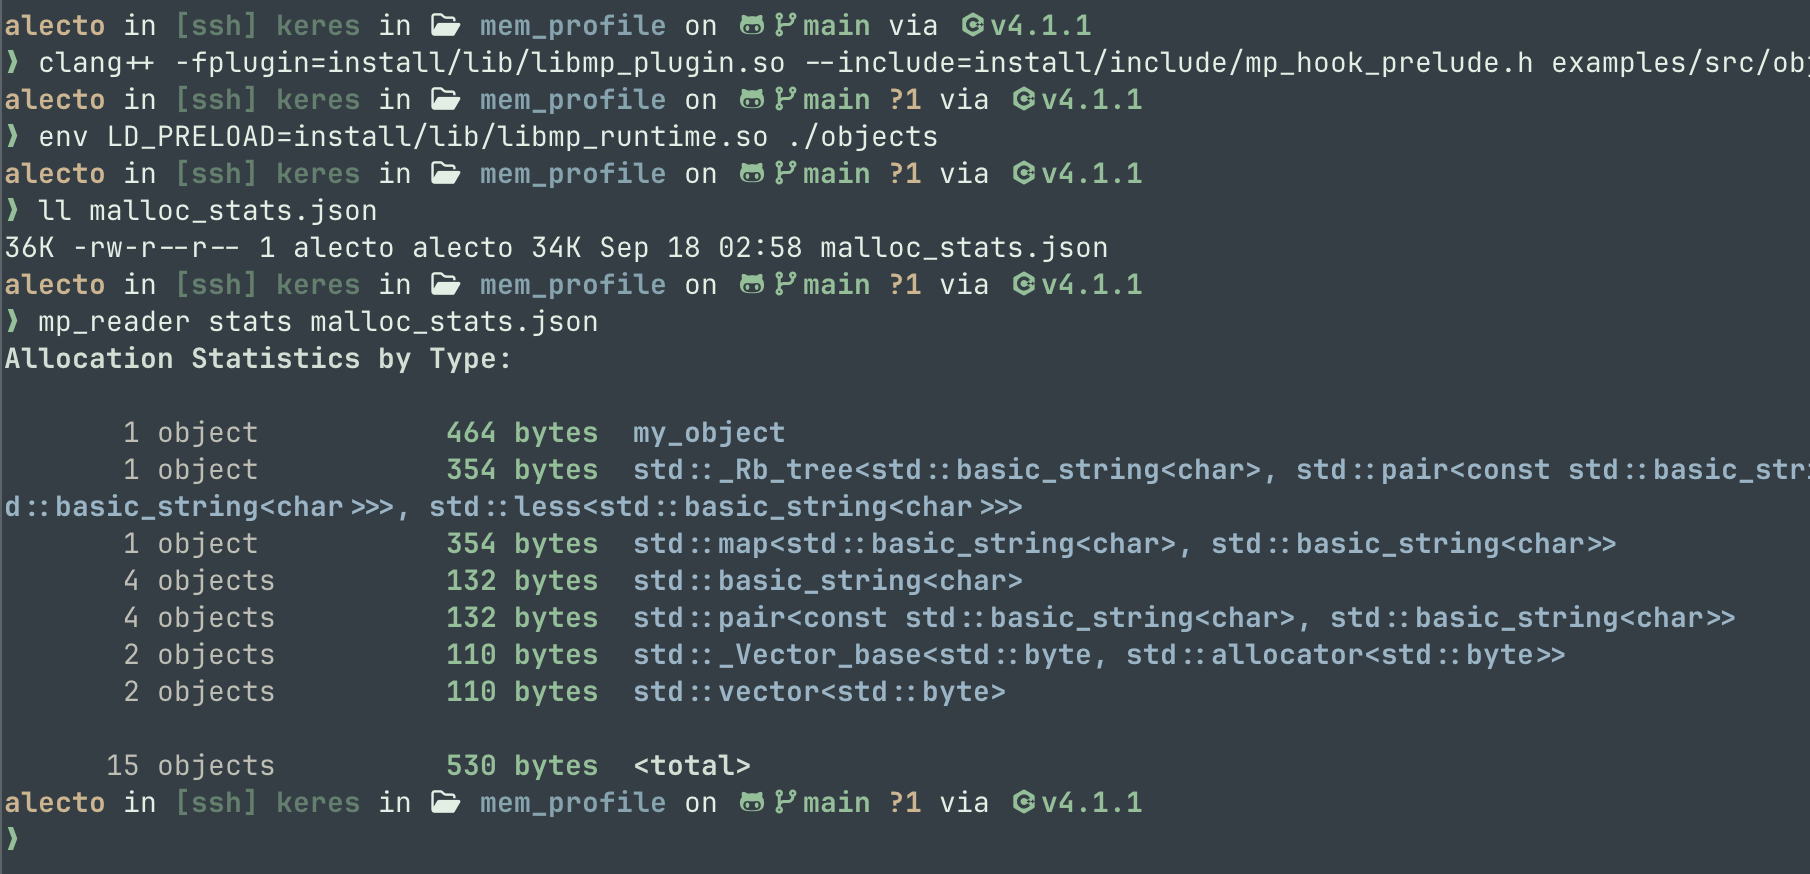 alecto in [ssh] keres in mem_profile on main via v4.1.1
❱ clang++ -fplugin=install/lib/libmp_plugin.so --include=install/include/mp_hook_prelude.h examples/src/obj
alecto in [ssh] keres in mem_profile on main ?1 via v4.1.1
❱ env LD_PRELOAD=install/lib/libmp_runtime.so ./objects
alecto in [ssh] keres in mem_profile on main ?1 via v4.1.1
❱ ll malloc_stats.json
36K -rw-r--r-- 1 alecto alecto 34K Sep 18 02:58 malloc_stats.json
alecto in [ssh] keres in mem_profile on main ?1 via v4.1.1
❱ mp_reader stats malloc_stats.json
Allocation Statistics by Type:
1 object 464 bytes my_object
1 object 354 bytes std::_Rb_tree<std::basic_string<char>, std::pair<const std::basic_stri
d::basic_string<char>>>, std::less<std::basic_string<char>>>
1 object 354 bytes std::map<std::basic_string<char>, std::basic_string<char>>
4 objects 132 bytes std::basic_string<char>
4 objects 132 bytes std::pair<const std::basic_string<char>, std::basic_string<char>>
2 objects 110 bytes std::_Vector_base<std::byte, std::allocator<std::byte>>
2 objects 110 bytes std::vector<std::byte>
15 objects 530 bytes <total>
alecto in [ssh] keres in mem_profile on main ?1 via v4.1.1
❱